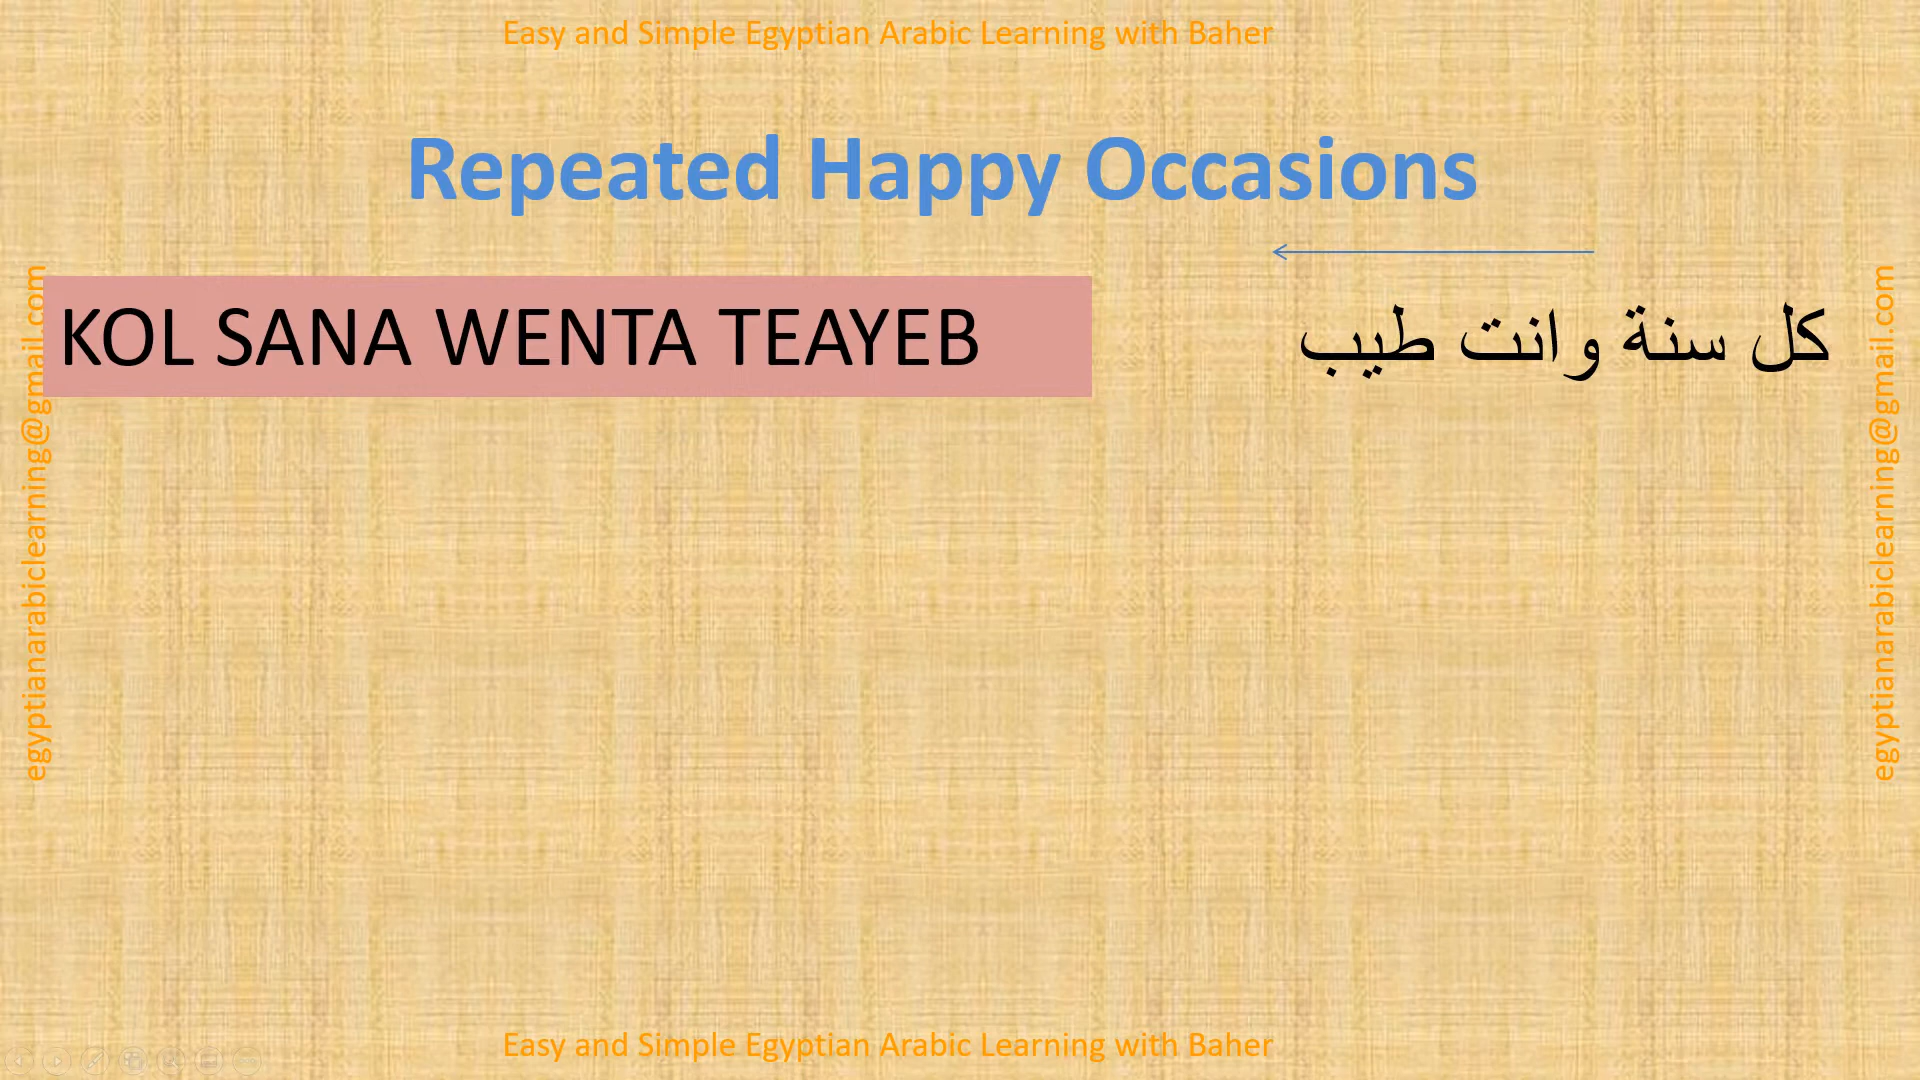 Easy and Simple Egyptian Arabic Learning with Baher
Repeated Happy Occasions
KOL SANA WENTA TEAYEB
كل سنة وانت طيب
egyptianarabiclearning@gmail.com
egyptianarabiclearning@gmail.com
Easy and Simple Egyptian Arabic Learning with Baher